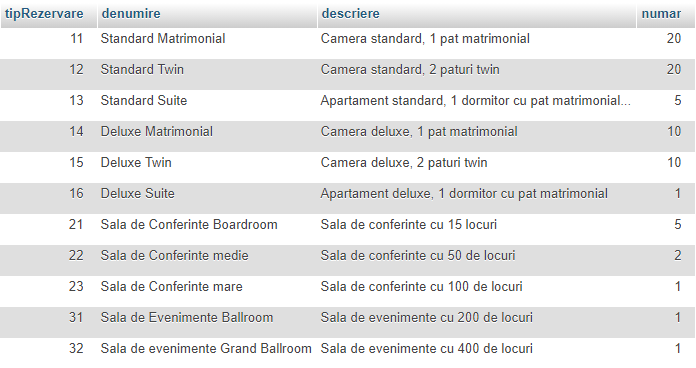 tipRezervare denumire descriere numar
11 Standard Matrimonial Camera standard, 1 pat matrimonial 20
12 Standard Twin Camera standard, 2 paturi twin 20
13 Standard Suite Apartament standard, 1 dormitor cu pat matrimonial... 5
14 Deluxe Matrimonial Camera deluxe, 1 pat matrimonial 10
15 Deluxe Twin Camera deluxe, 2 paturi twin 10
16 Deluxe Suite Apartament deluxe, 1 dormitor cu pat matrimonial 1
21 Sala de Conferinte Boardroom Sala de conferinte cu 15 locuri 5
22 Sala de Conferinte medie Sala de conferinte cu 50 de locuri 2
23 Sala de Conferinte mare Sala de conferinte cu 100 de locuri 1
31 Sala de Evenimente Ballroom Sala de evenimente cu 200 de locuri 1
32 Sala de evenimente Grand Ballroom Sala de evenimente cu 400 de locuri 1